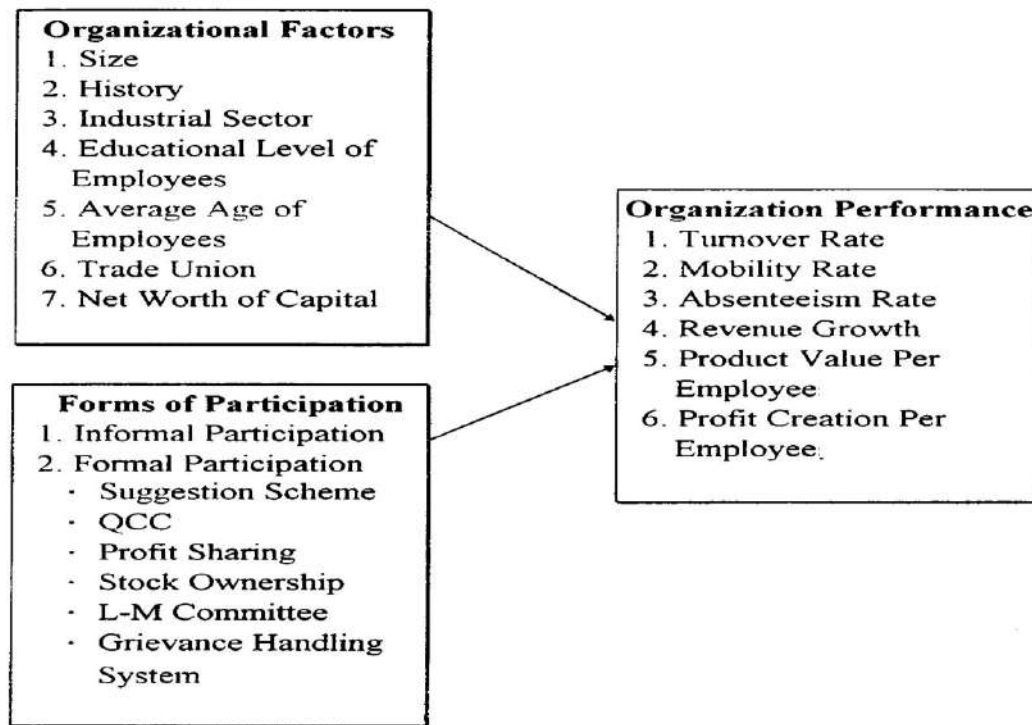 Organizational Factors
1. Size
2. History
3. Industrial Sector
4. Educational Level of
Employees
5. Average Age of
Employees
6. Trade Union
7. Net Worth of Capital
Forms of Participation
1. Informal Participation
2. Formal Participation
· Suggestion Scheme
· QCC
· Profit Sharing
· Stock Ownership
· L-M Committee
· Grievance Handling
System
Organization Performance
1. Turnover Rate
2. Mobility Rate
3. Absenteeism Rate
4. Revenue Growth
5. Product Value Per
Employee
6. Profit Creation Per
Employee